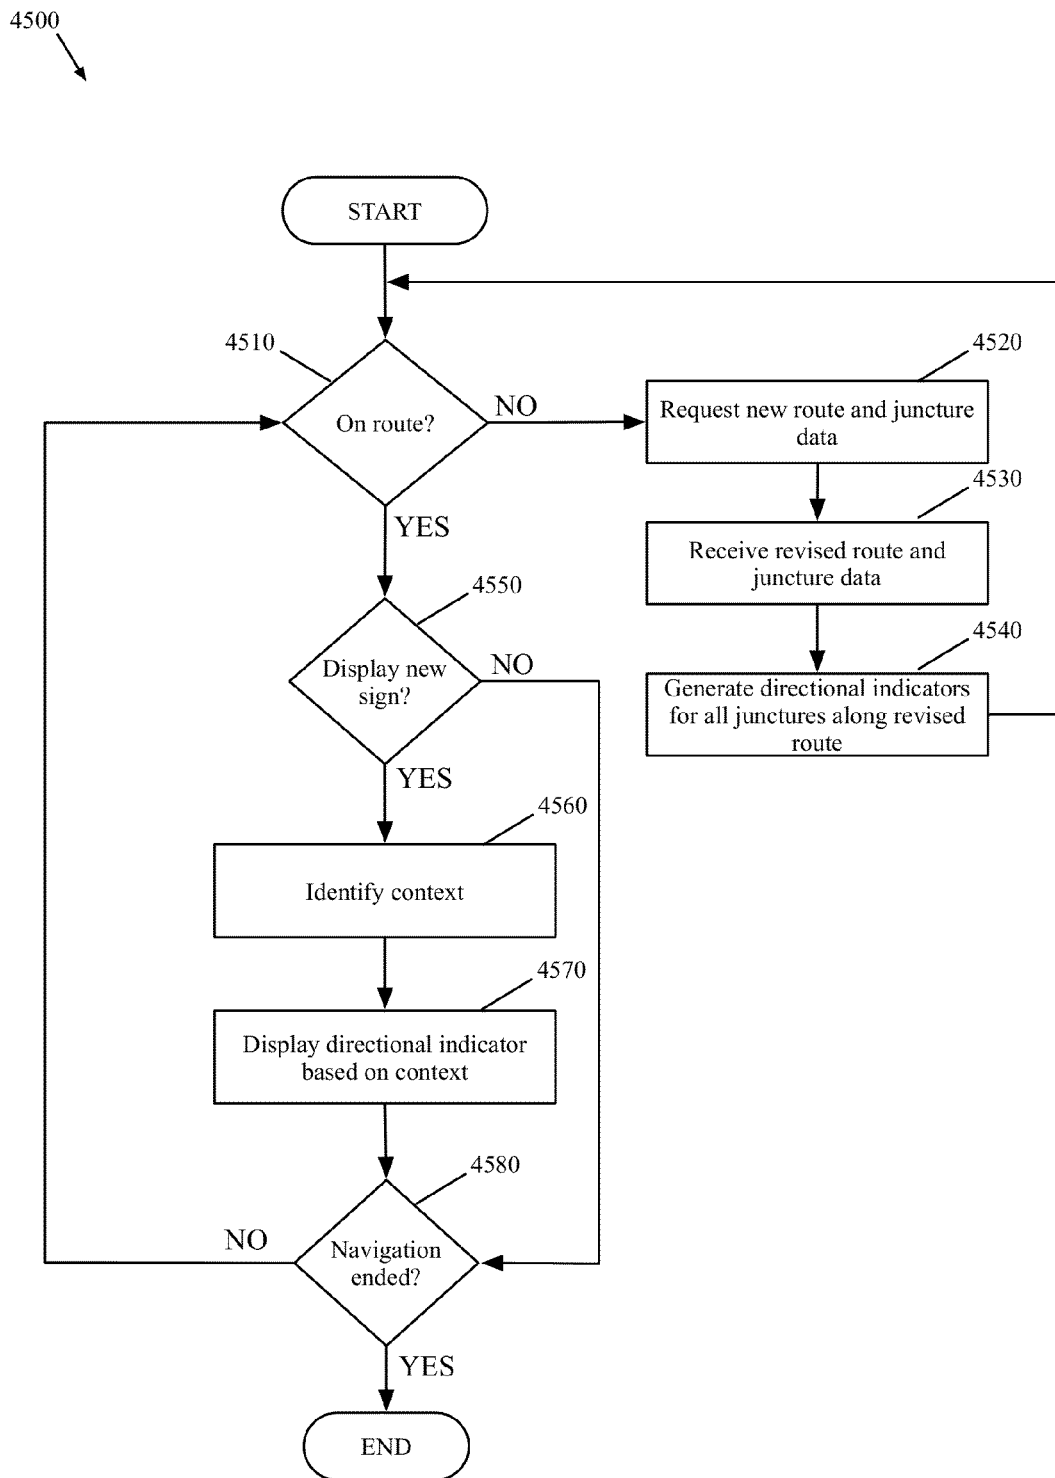 4500
START
4510
On route?
NO
4520
Request new route and juncture
data
YES
4530
Receive revised route and
juncture data
4550
Display new
sign?
NO
4540
Generate directional indicators
for all junctures along revised
route
YES
4560
Identify context
4570
Display directional indicator
based on context
4580
Navigation
ended?
NO
YES
END